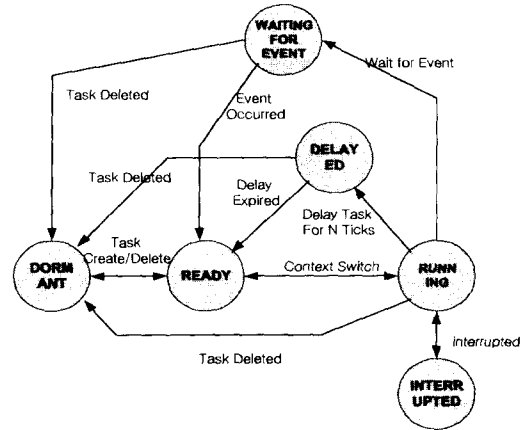 WAITING
FOR
EVENT
Wait for Event
Task Deleted
Event
Occurred
DELAY
ED
Task Deleted
Delay
Expired
Delay Task
For N Ticks
Task
Create/Delete
DORM
ANT
READY
Context Switch
RUNN
ING
Task Deleted
Interrupted
INTERR
UPTED